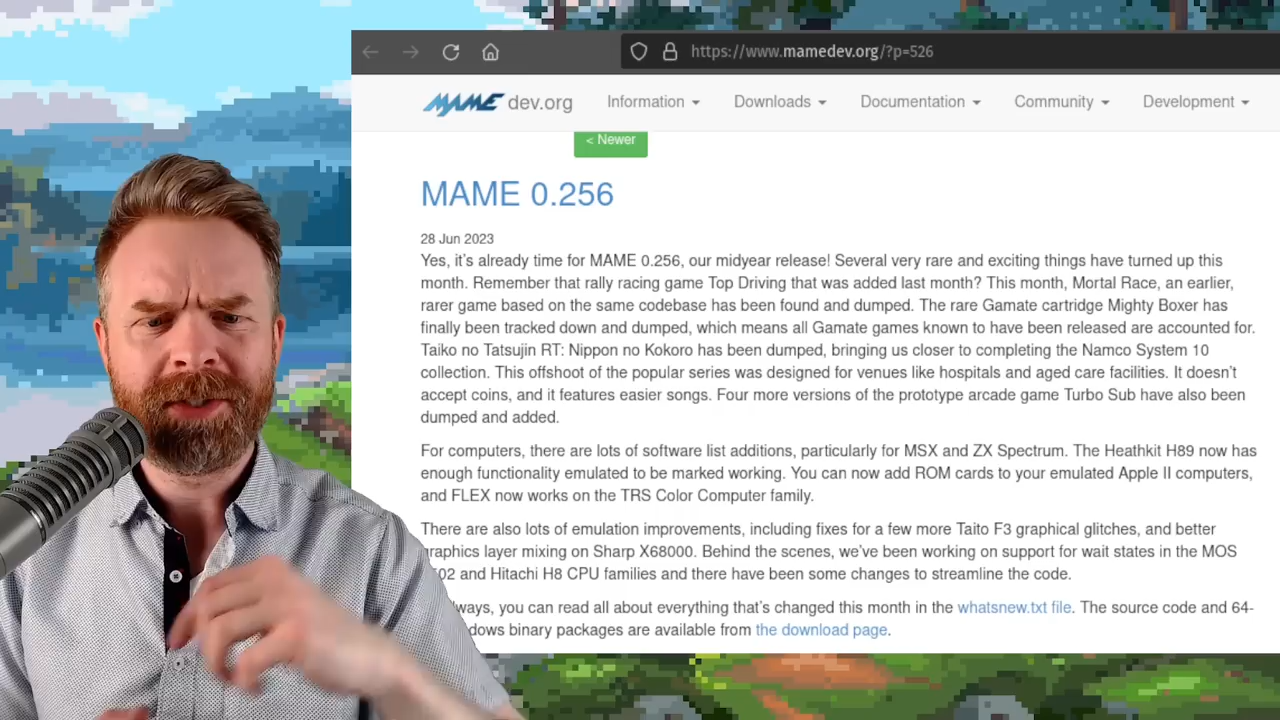 https://www.mamedev.org/?p=526
MAME dev.org Information Downloads Documentation Community Development
< Newer
MAME 0.256
28 Jun 2023
Yes, it's already time for MAME 0.256, our midyear release! Several very rare and exciting things have turned up this
month. Remember that rally racing game Top Driving that was added last month? This month, Mortal Race, an earlier,
rarer game based on the same codebase has been found and dumped. The rare Gamate cartridge Mighty Boxer has
finally been tracked down and dumped, which means all Gamate games known to have been released are accounted for.
Taiko no Tatsujin RT: Nippon no Kokoro has been dumped, bringing us closer to completing the Namco System 10
collection. This offshoot of the popular series was designed for venues like hospitals and aged care facilities. It doesn't
accept coins, and it features easier songs. Four more versions of the prototype arcade game Turbo Sub have also been
dumped and added.
For computers, there are lots of software list additions, particularly for MSX and ZX Spectrum. The Heathkit H89 now has
enough functionality emulated to be marked working. You can now add ROM cards to your emulated Apple II computers,
and FLEX now works on the TRS Color Computer family.
There are also lots of emulation improvements, including fixes for a few more Taito F3 graphical glitches, and better
graphics layer mixing on Sharp X68000. Behind the scenes, we've been working on support for wait states in the MOS
02 and Hitachi H8 CPU families and there have been some changes to streamline the code.
lways, you can read all about everything that's changed this month in the whatsnew.txt file. The source code and 64-
dows binary packages are available from the download page.